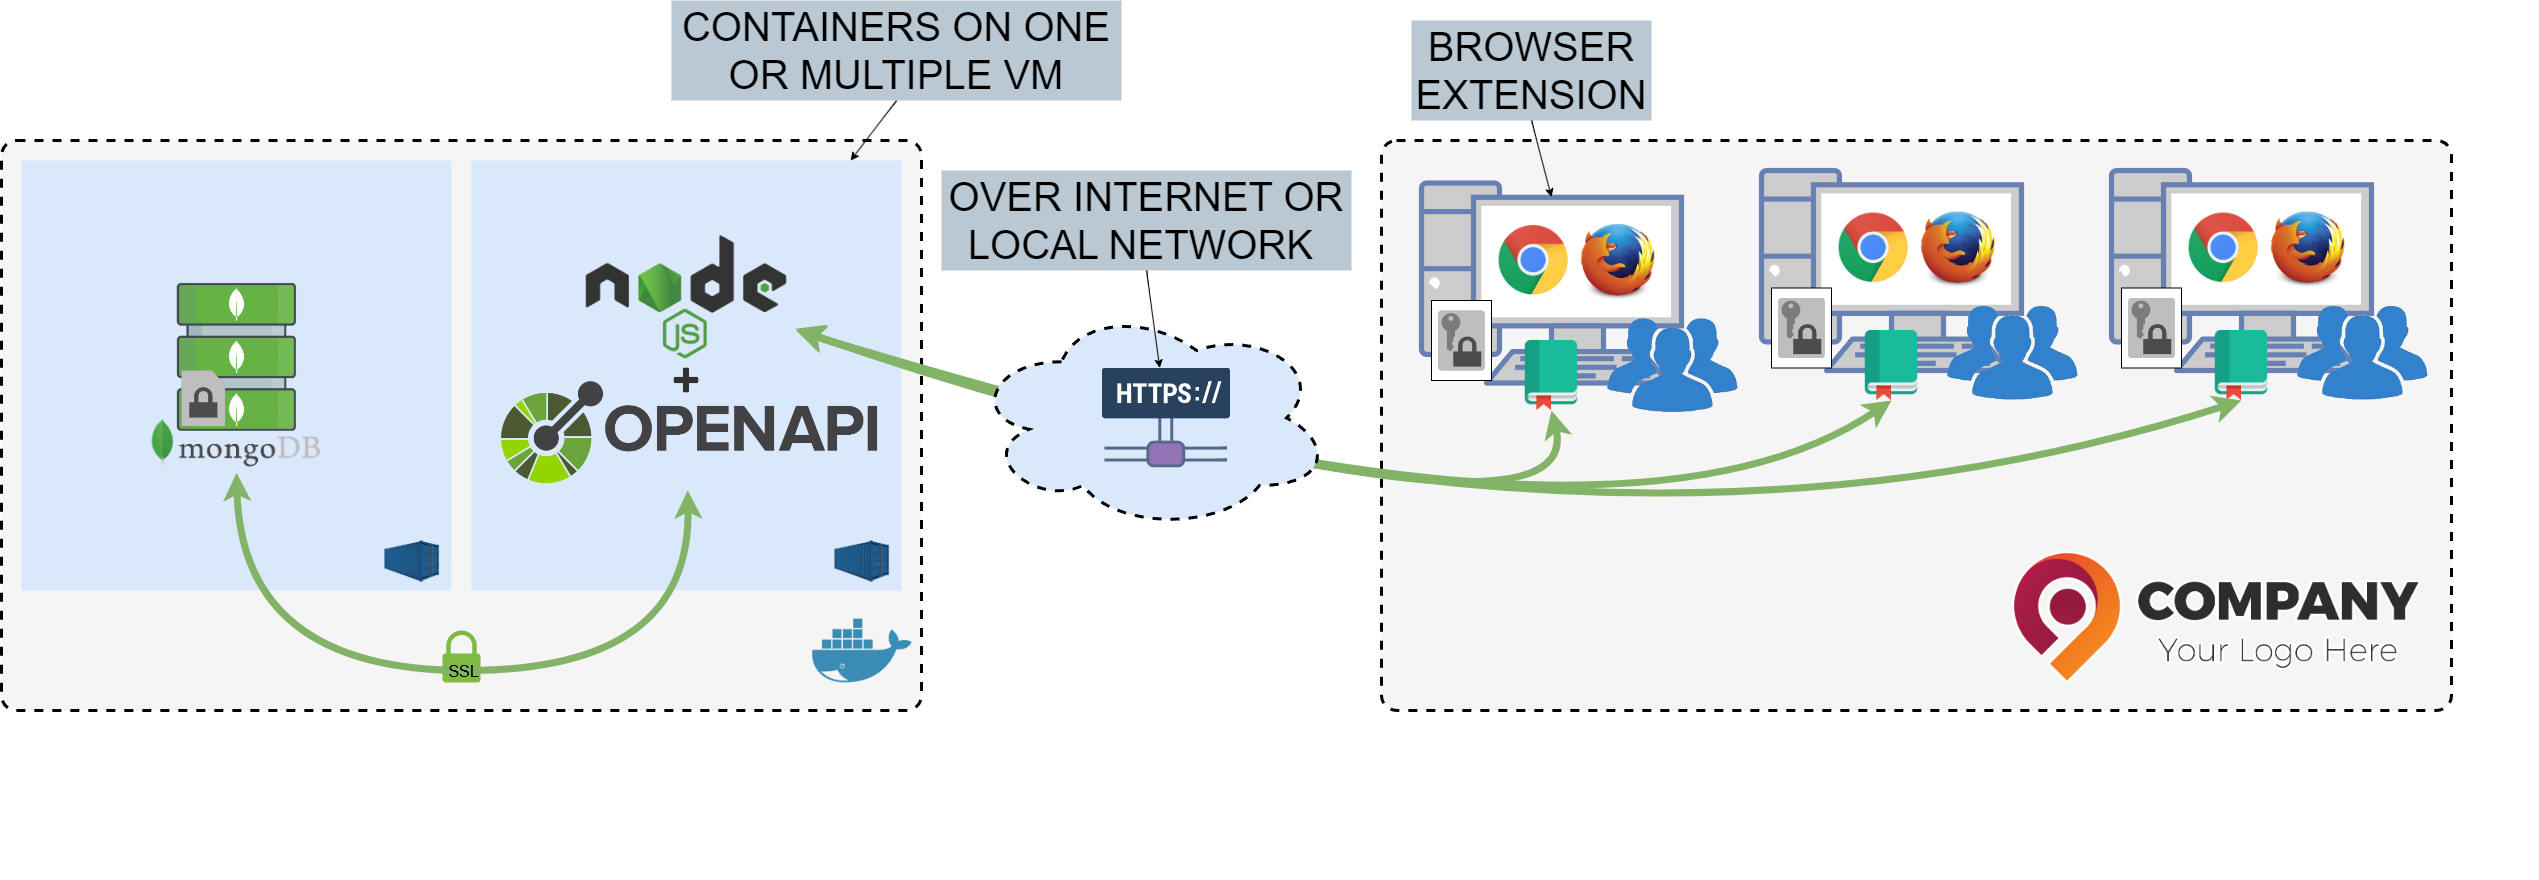 CONTAINERS ON ONE
OR MULTIPLE VM
BROWSER
EXTENSION
OVER INTERNET OR
LOCAL NETWORK
node
JS
+
OPENAPI
mongoDB
HTTPS://
SSL
COMPANY
Your Logo Here